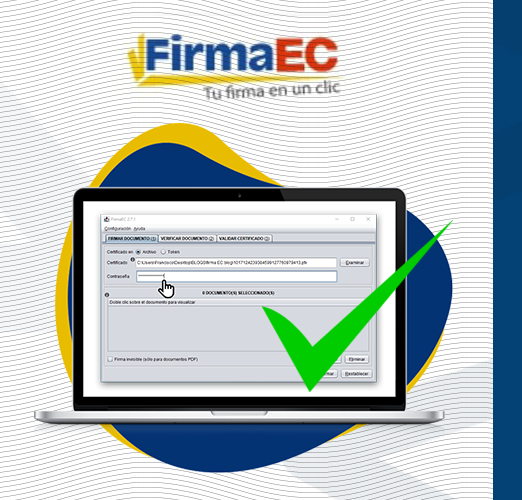 FirmaEC
Tu firma en un clic
FirmaEC 2.7.1
Configuración Ayuda
FIRMAR DOCUMENTO (1) VERIFICAR DOCUMENTO (2) VALIDAR CERTIFICADO (3)
Certificado en Archivo Token
Certificado Examinar
Contraseña
0 DOCUMENTO(S) SELECCIONADO(S)
Doble clic sobre el documento para visualizar
Firma invisible (sólo para documentos PDF) Eliminar
Restablecer